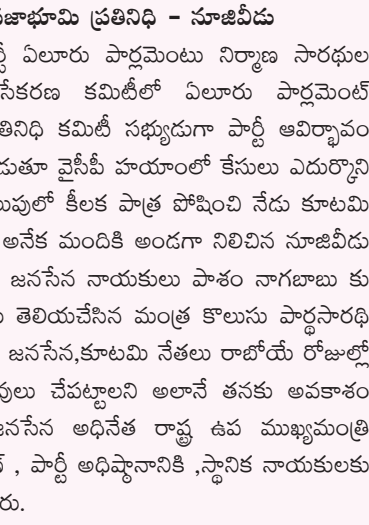 ప్రజాభూమి ప్రతినిధి - నూజివీడు
ఏలూరు పార్లమెంటు నిర్మాణ సారథుల
సేకరణ కమిటీలో ఏలూరు పార్లమెంట్
కమిటీ సభ్యుడుగా పార్టీ ఆవిర్భావం
వైసీపీ హయాంలో కేసులు ఎదుర్కొని
కీలక పాత్ర పోషించి నేడు కూటమి
అనేక మందికి అండగా నిలిచిన నూజివీడు
జనసేన నాయకులు పాశం నాగబాబు కు
తెలియచేసిన మంత్ర కొలుసు పార్థసారథి
జనసేన,కూటమి నేతలు రాబోయే రోజుల్లో
చేపట్టాలని అలానే తనకు అవకాశం
జనసేన అధినేత రాష్ట్ర ఉప ముఖ్యమంత్రి
, పార్టీ అధిష్ఠానానికి ,స్థానిక నాయకులకు